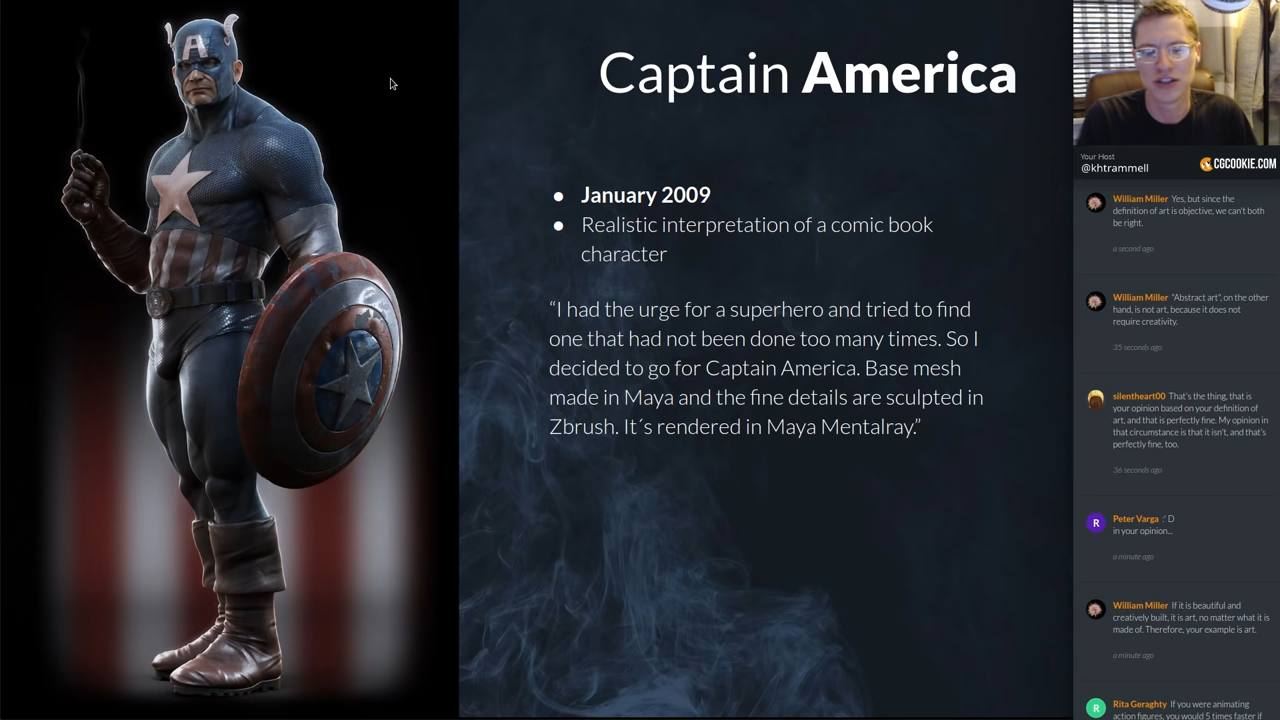 Captain America
● January 2009
● Realistic interpretation of a comic book
character
“I had the urge for a superhero and tried to find
one that had not been done too many times. So I
decided to go for Captain America. Base mesh
made in Maya and the fine details are sculpted in
Zbrush. It´s rendered in Maya Mentalray.”
A
Your Host
@khtrammell
CGCOOKIE.COM
William Miller Yes, but since the
definition of art is objective, we can't both
be right.
a second ago
William Miller "Abstract art", on the other
hand, is not art, because it does not
require creativity.
35 seconds ago
silentheart00 That's the thing, that is
your opinion based on your definition of
art, and that is perfectly fine. My opinion in
that circumstance is that it isn't, and that's
perfectly fine, too.
36 seconds ago
R
Peter Varga :' D
in your opinion...
a minute ago
William Miller If it is beautiful and
creatively built, it is art, no matter what it is
made of. Therefore, your example is art.
a minute ago
R
Rita Geraghty If you were animating
action figures, you would 5 times faster if